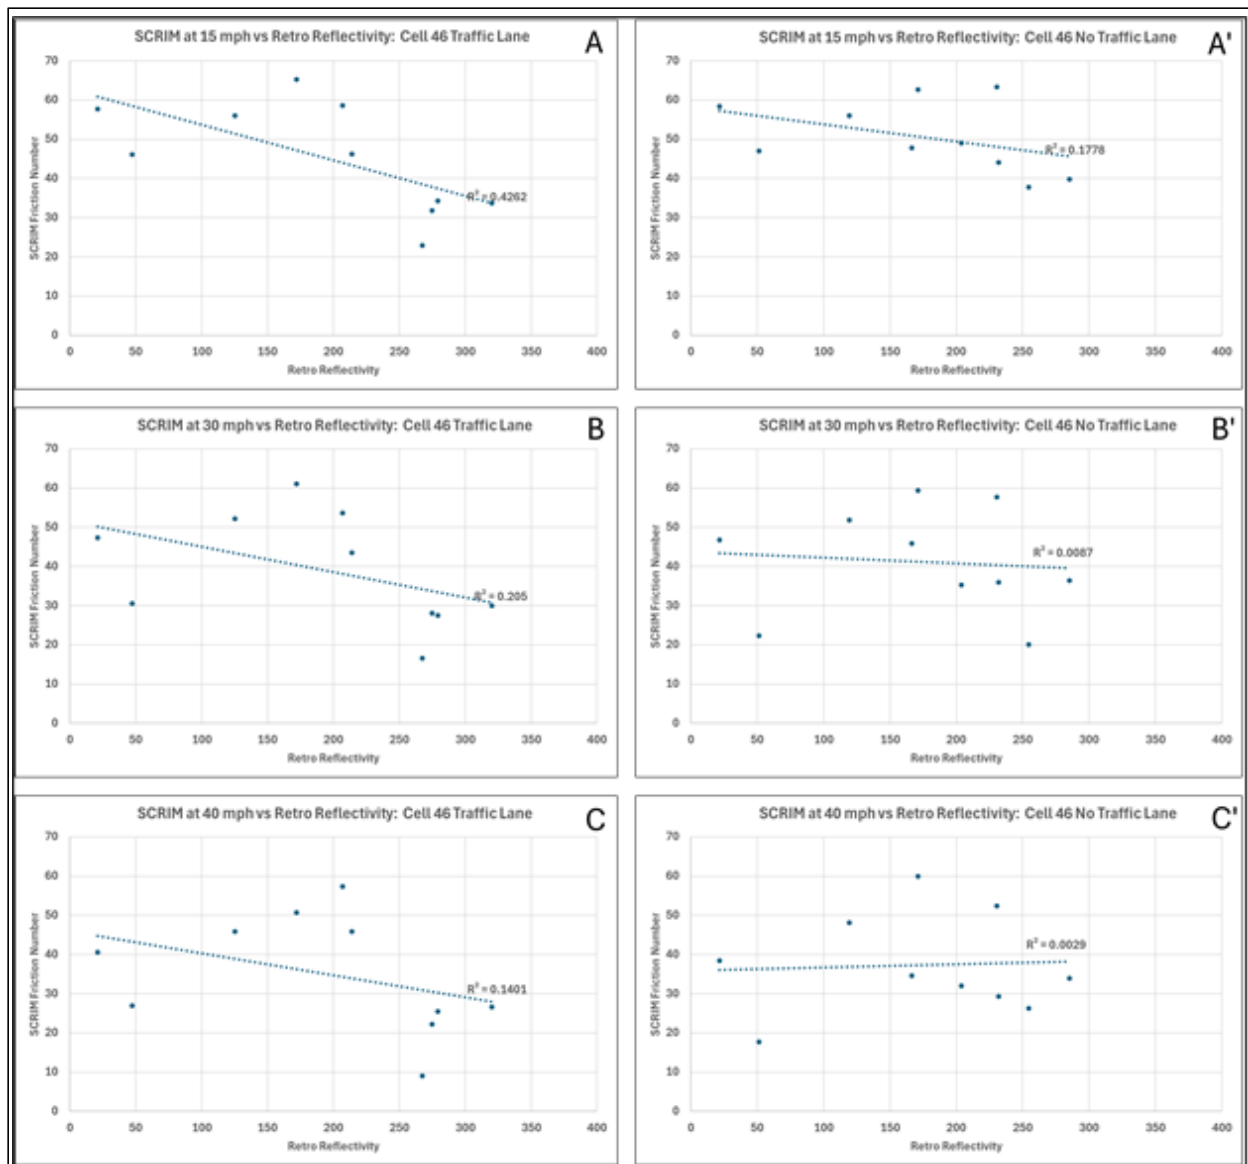 SCRIM at 15 mph vs Retro Reflectivity: Cell 46 Traffic Lane
A
SCRIM Friction Number
70
60
50
40
30
20
10
0
R² = 0.4262
0 50 100 150 200 250 300 350 400
Retro Reflectivity
SCRIM at 15 mph vs Retro Reflectivity: Cell 46 No Traffic Lane
A'
SCRIM Friction Number
70
60
50
40
30
20
10
0
R² = 0.1778
0 50 100 150 200 250 300 350 400
Retro Reflectivity
SCRIM at 30 mph vs Retro Reflectivity: Cell 46 Traffic Lane
B
SCRIM Friction Number
70
60
50
40
30
20
10
0
R² = 0.205
0 50 100 150 200 250 300 350 400
Retro Reflectivity
SCRIM at 30 mph vs Retro Reflectivity: Cell 46 No Traffic Lane
B'
SCRIM Friction Number
70
60
50
40
30
20
10
0
R² = 0.0087
0 50 100 150 200 250 300 350 400
Retro Reflectivity
SCRIM at 40 mph vs Retro Reflectivity: Cell 46 Traffic Lane
C
SCRIM Friction Number
70
60
50
40
30
20
10
0
R² = 0.1401
0 50 100 150 200 250 300 350 400
Retro Reflectivity
SCRIM at 40 mph vs Retro Reflectivity: Cell 46 No Traffic Lane
C'
SCRIM Friction Number
70
60
50
40
30
20
10
0
R² = 0.0029
0 50 100 150 200 250 300 350 400
Retro Reflectivity